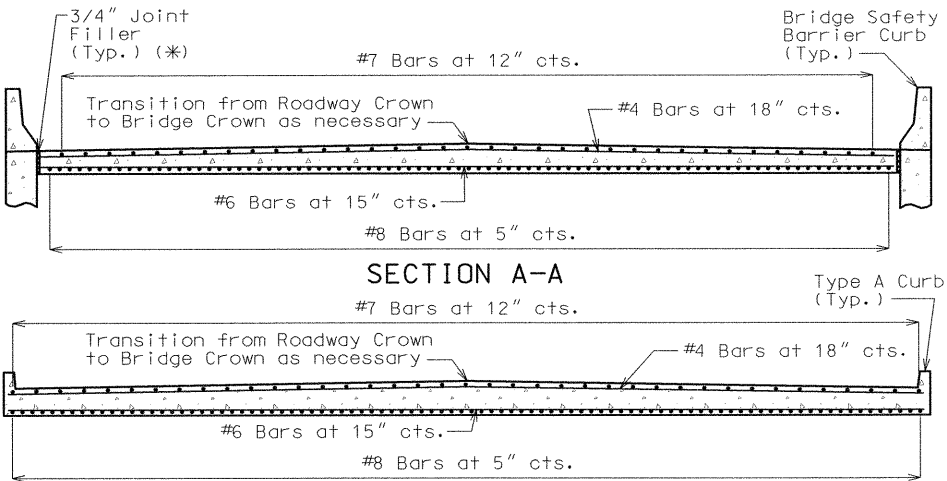 3/4" Joint
Filler
(Typ.) (✳)
Bridge Safety
Barrier Curb
(Typ.)
#7 Bars at 12" cts.
Transition from Roadway Crown
to Bridge Crown as necessary
#4 Bars at 18" cts.
#6 Bars at 15" cts.
#8 Bars at 5" cts.
SECTION A-A
Type A Curb
(Typ.)
#7 Bars at 12" cts.
Transition from Roadway Crown
to Bridge Crown as necessary
#4 Bars at 18" cts.
#6 Bars at 15" cts.
#8 Bars at 5" cts.